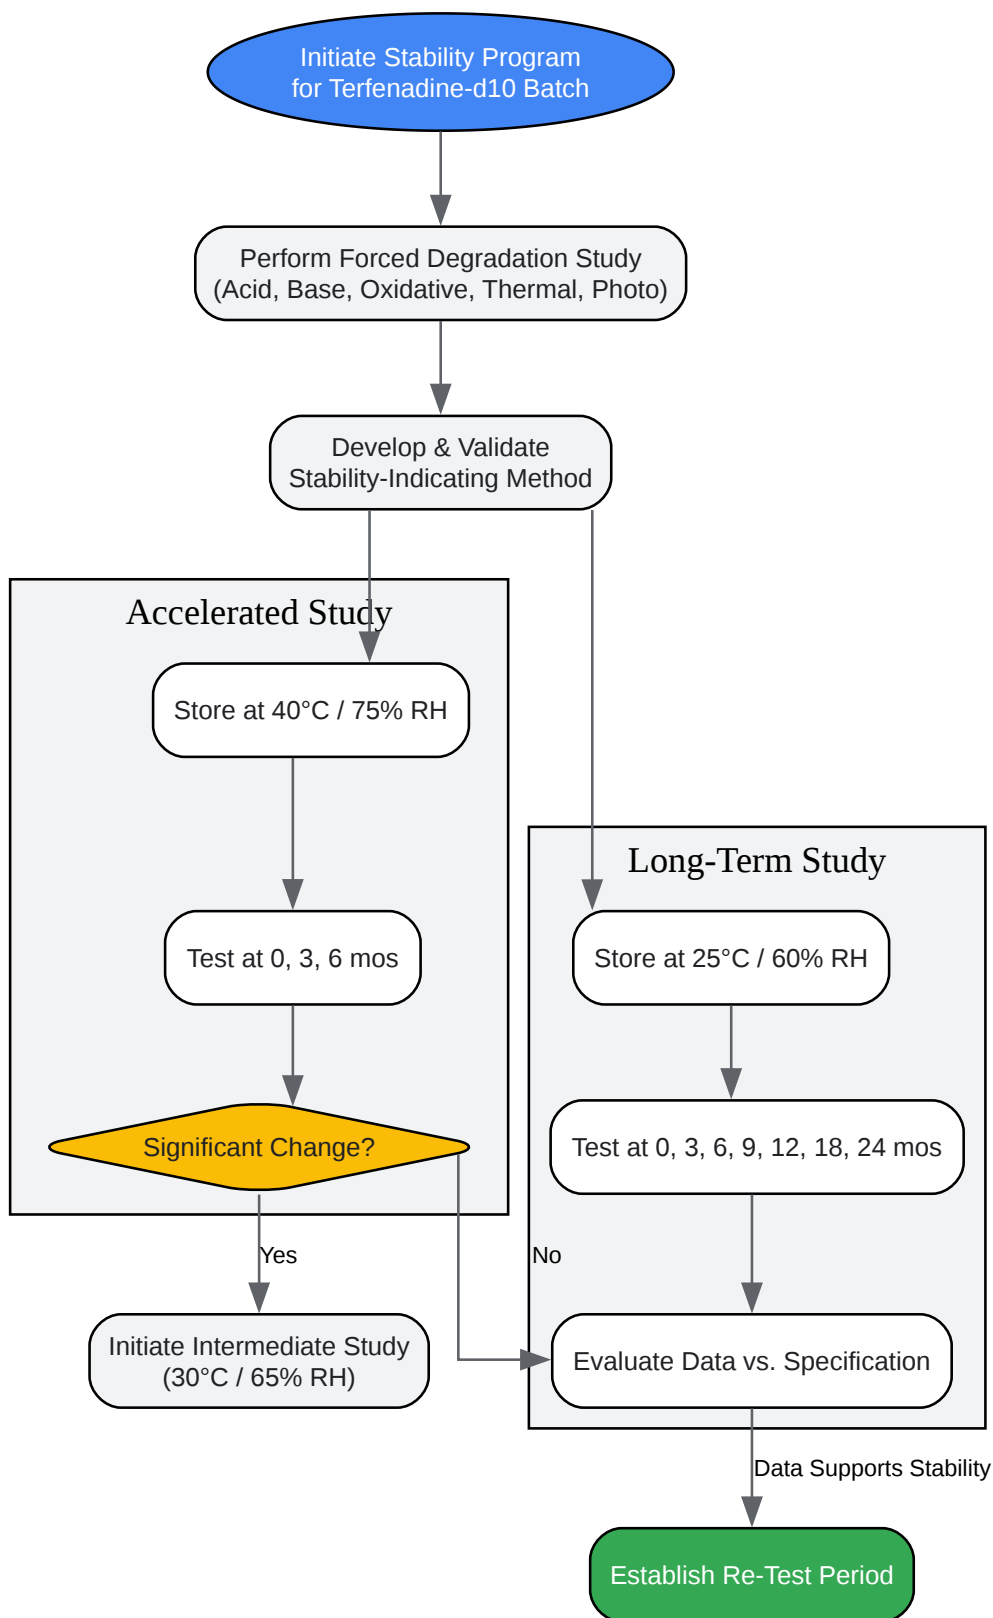 Initiate Stability Program
for Terfenadine-d10 Batch
Perform Forced Degradation Study
(Acid, Base, Oxidative, Thermal, Photo)
Develop & Validate
Stability-Indicating Method
Accelerated Study
Store at 40°C / 75% RH
Test at 0, 3, 6 mos
Significant Change?
Yes
Initiate Intermediate Study
(30°C / 65% RH)
Long-Term Study
Store at 25°C / 60% RH
Test at 0, 3, 6, 9, 12, 18, 24 mos
No
Evaluate Data vs. Specification
Data Supports Stability
Establish Re-Test Period